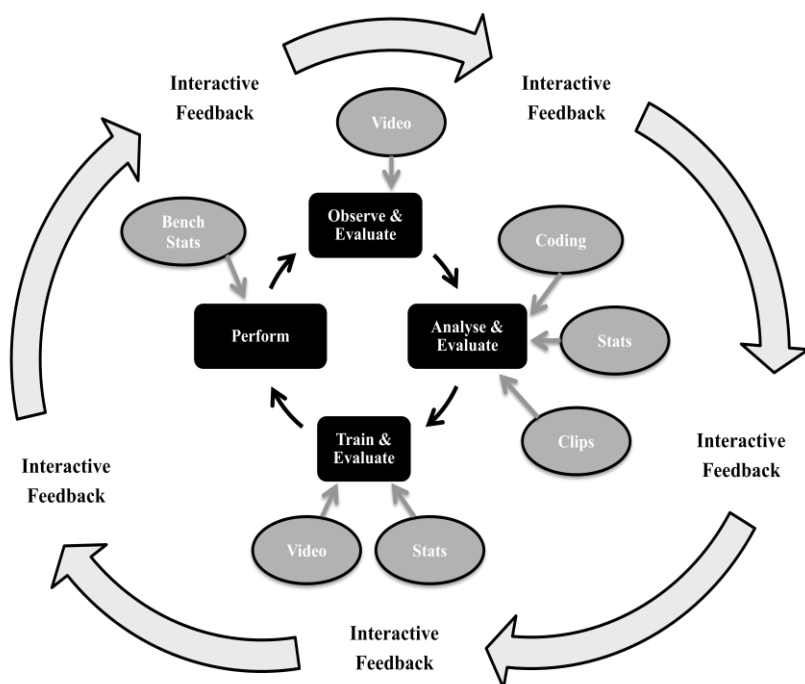 Interactive
Feedback
Interactive
Feedback
Video
Bench
Stats
Observe &
Evaluate
Coding
Perform
Analyse &
Evaluate
Stats
Train &
Evaluate
Clips
Interactive
Feedback
Interactive
Feedback
Video
Stats
Interactive
Feedback